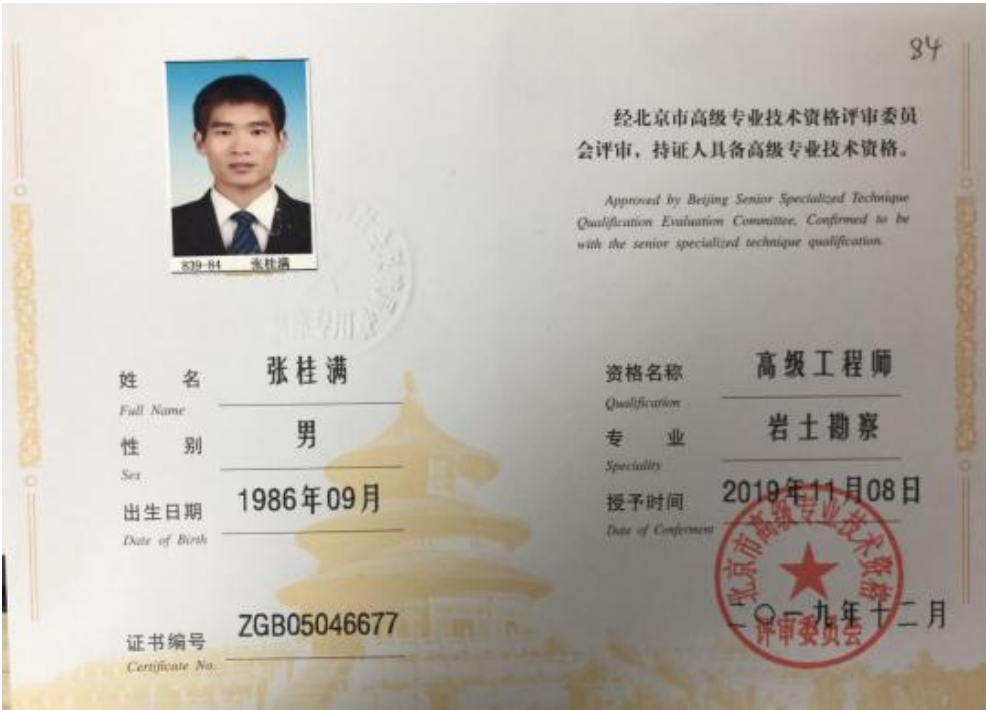 84
839-84 张桂满
经北京市高级专业技术资格评审委员
会评审，持证人具备高级专业技术资格。
Approved by Beijing Senior Specialized Technique
Qualification Evaluation Committee, Confirmed to be
with the senior specialized technique qualification.
姓 名 张桂满
Full Name
性 别 男
Sex
出生日期 1986年09月
Date of Birth
证书编号 ZGB05046677
Certificate No.
资格名称 高级工程师
Qualification
专 业 岩土勘察
Speciality
授予时间 2019年11月08日
Date of Conferment
北京市高级专业技术资格
评审委员会
二〇一九年十二月